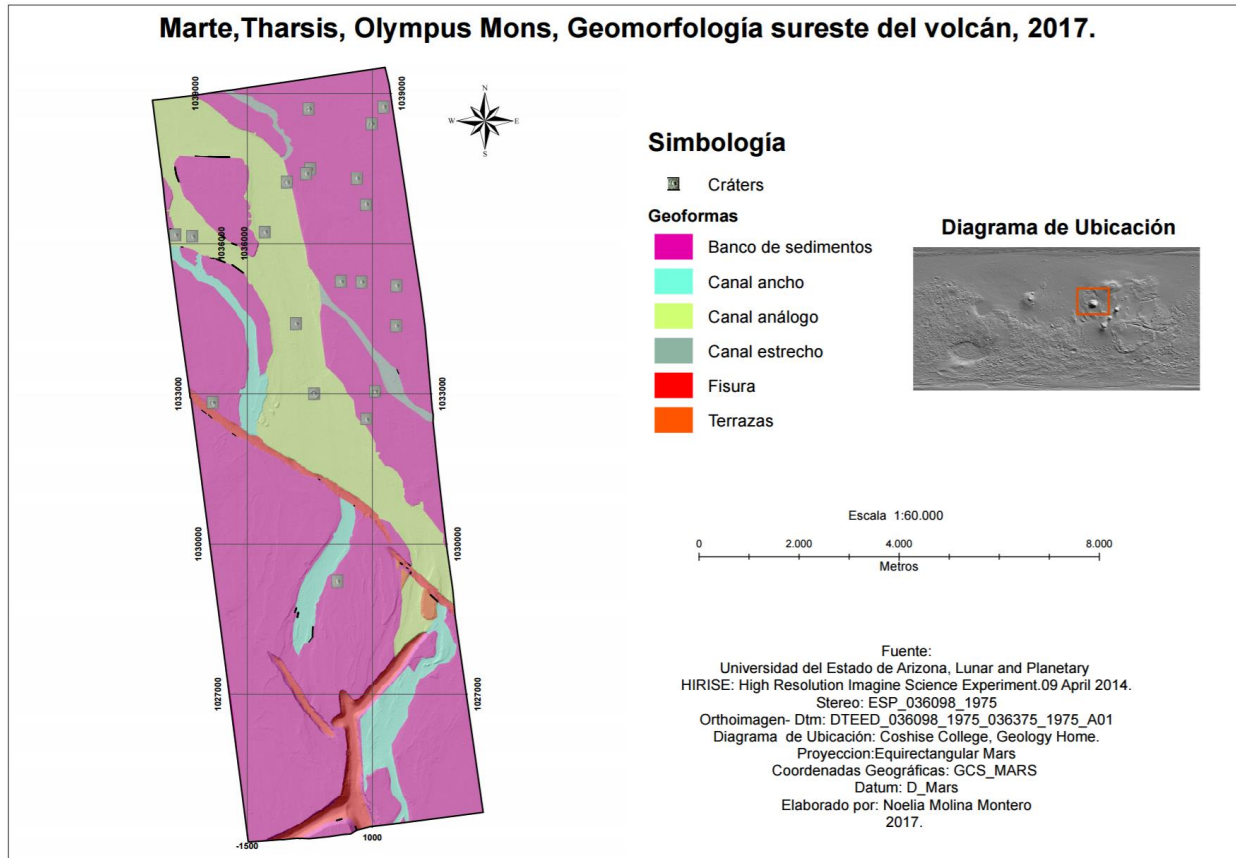 Marte,Tharsis, Olympus Mons, Geomorfología sureste del volcán, 2017.
1039000
1039000
N
W
E
S
1036000
1036000
1033000
1033000
1030000
1030000
1027000
1027000
-1500
1000
Simbología
Cráters
Geoformas
Banco de sedimentos
Canal ancho
Canal análogo
Canal estrecho
Fisura
Terrazas
Diagrama de Ubicación
Escala 1:60.000
0 2.000 4.000 8.000
Metros
Fuente:
Universidad del Estado de Arizona, Lunar and Planetary
HIRISE: High Resolution Imagine Science Experiment.09 April 2014.
Stereo: ESP_036098_1975
Orthoimagen- Dtm: DTEED_036098_1975_036375_1975_A01
Diagrama de Ubicación: Coshise College, Geology Home.
Proyeccion:Equirectangular Mars
Coordenadas Geográficas: GCS_MARS
Datum: D_Mars
Elaborado por: Noelia Molina Montero
2017.